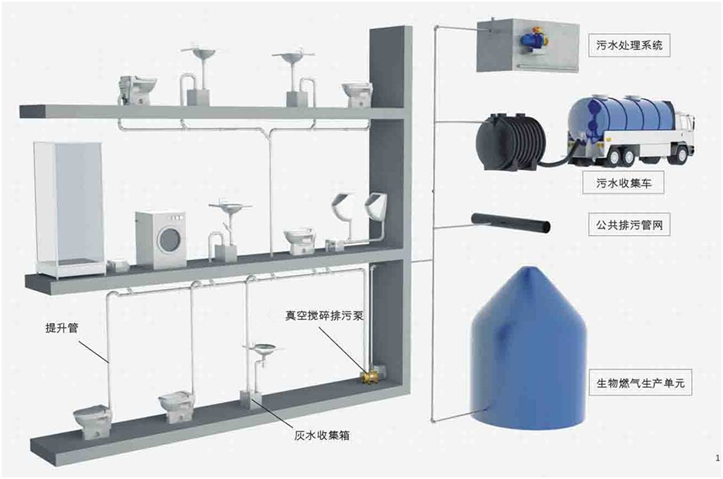 污水处理系统
污水收集车
公共排污管网
提升管
真空搅碎排污泵
生物燃气生产单元
灰水收集箱
1